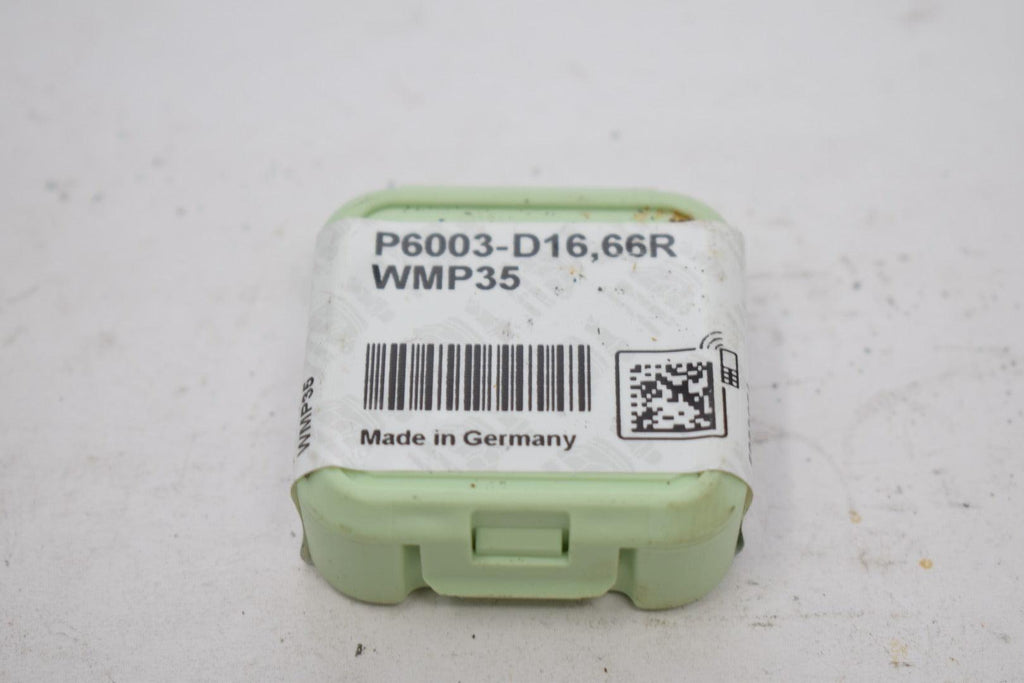 P6003-D16,66R
WMP35
Made in Germany
WMP35